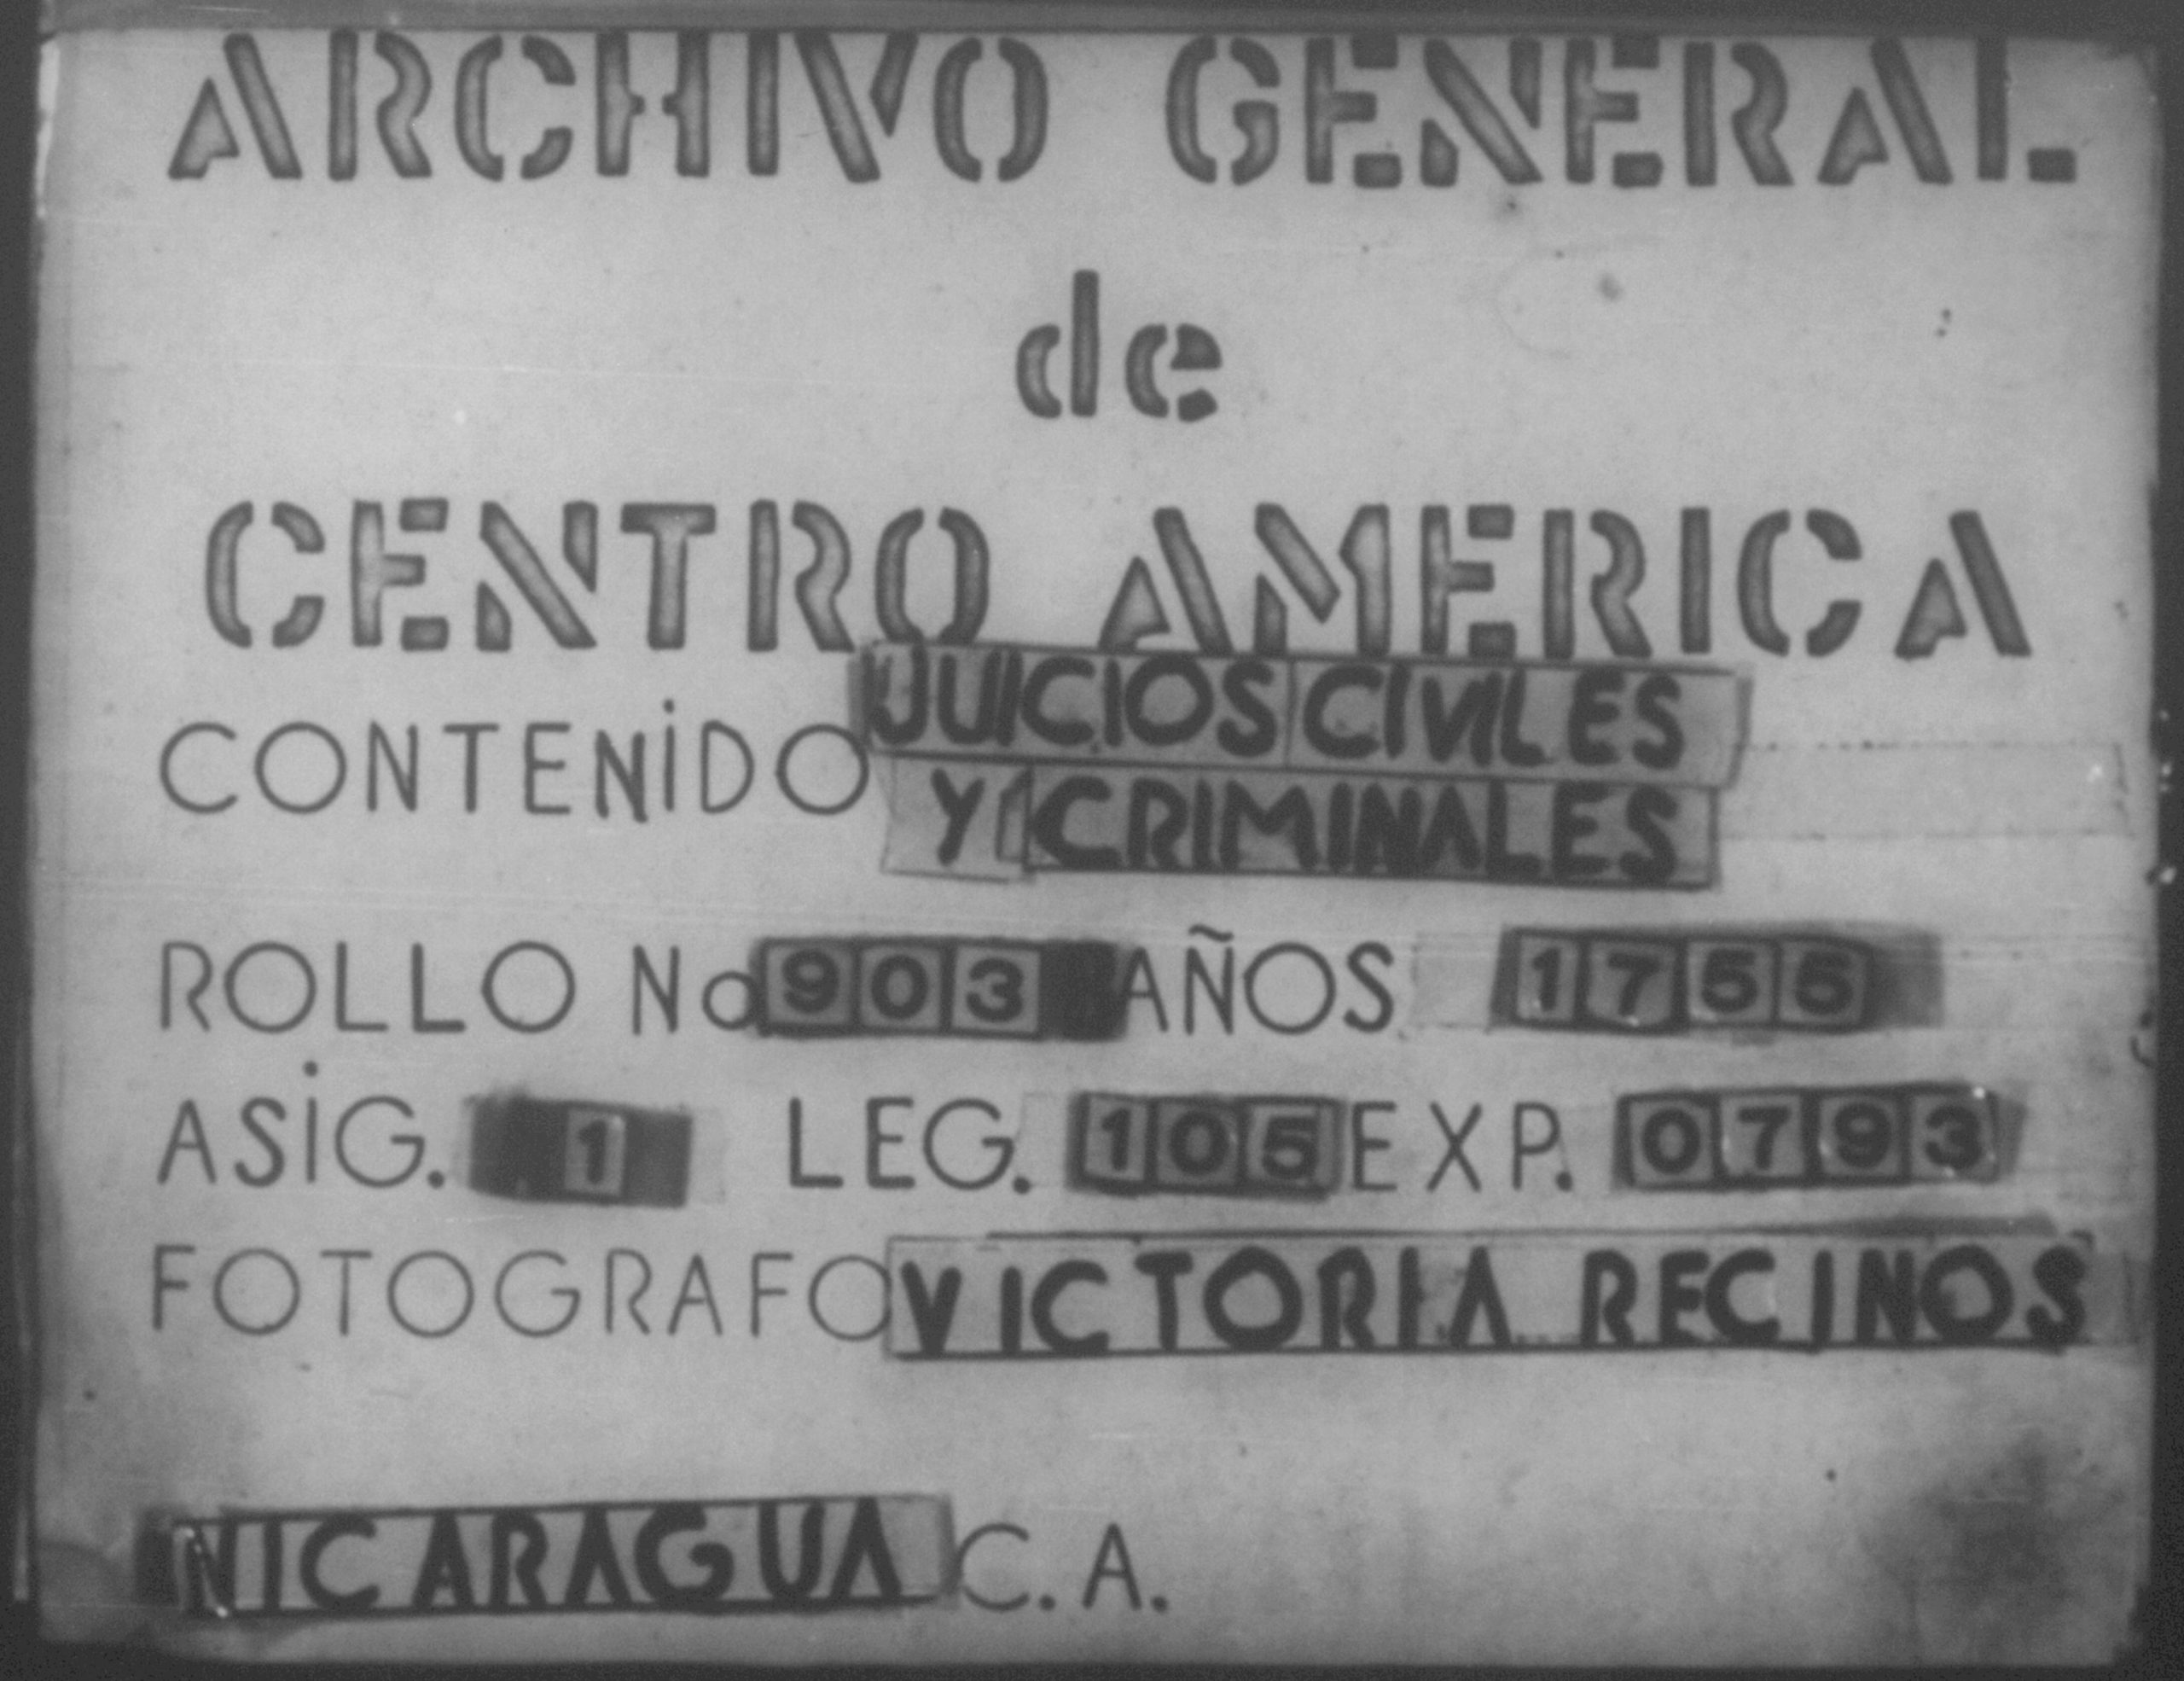 ARCHIVO GENERAL
de
CENTRO AMERICA
CONTENIDO JUICIOS CIVILES
Y CRIMINALES
ROLLO No 903 AÑOS 1755
ASIG. 1 LEG. 105 EXP. 0793
FOTOGRAFO VICTORIA RECINOS
NICARAGUA C. A.